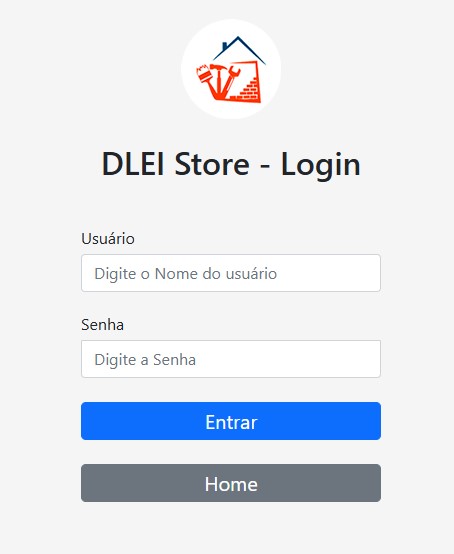 DLEI Store - Login
Usuário
Digite o Nome do usuário
Senha
Digite a Senha
Entrar
Home